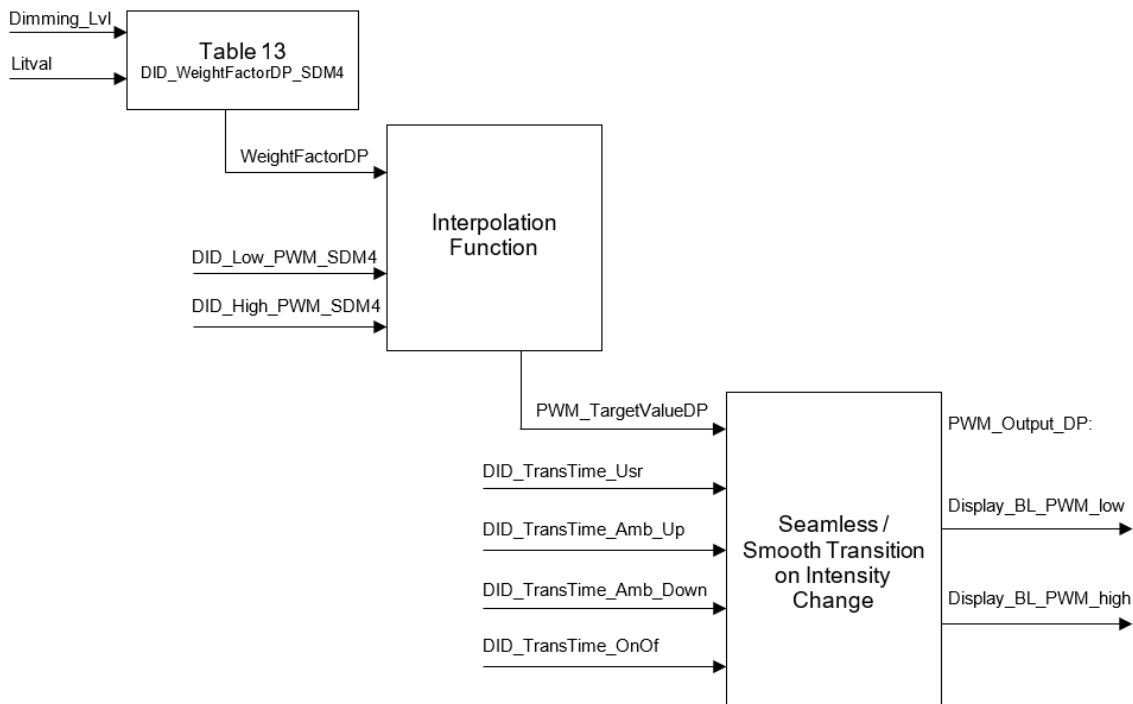 Dimming_Lvl
Litval
Table 13
DID_WeightFactorDP_SDM4
WeightFactorDP
DID_Low_PWM_SDM4
DID_High_PWM_SDM4
Interpolation
Function
PWM_TargetValueDP
DID_TransTime_Usr
DID_TransTime_Amb_Up
DID_TransTime_Amb_Down
DID_TransTime_OnOf
Seamless /
Smooth Transition
on Intensity
Change
PWM_Output_DP:
Display_BL_PWM_low
Display_BL_PWM_high